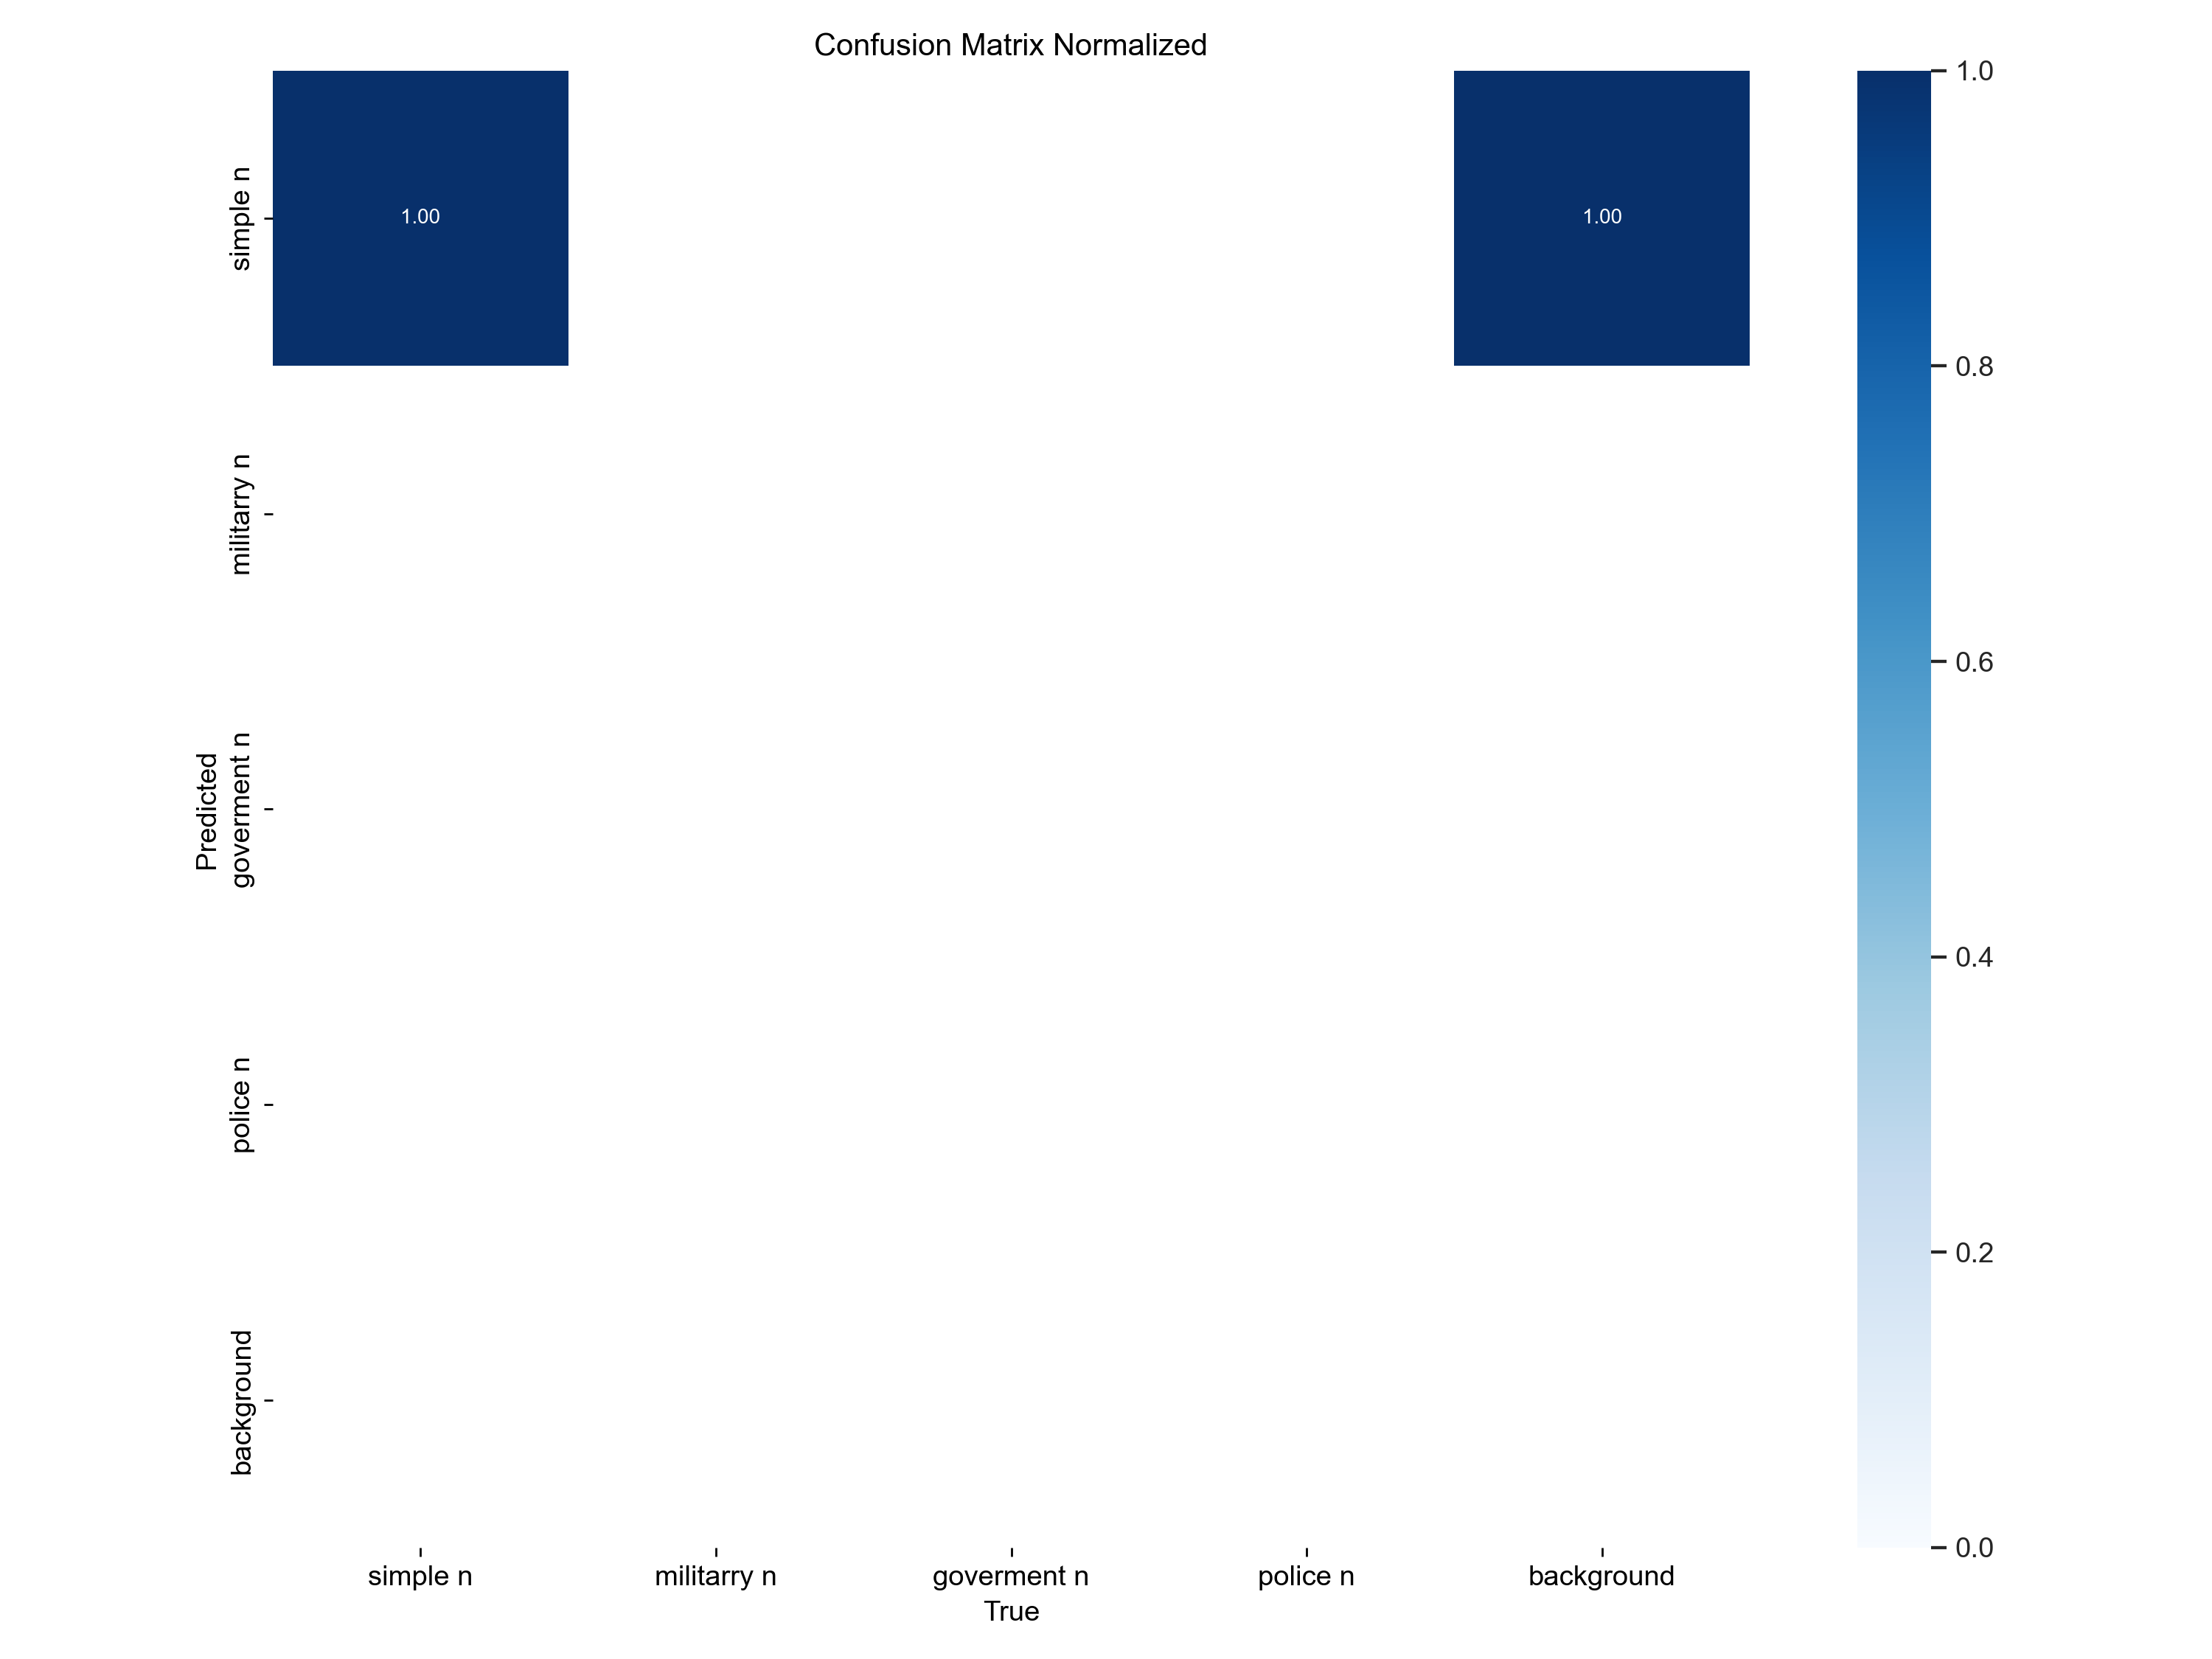 Confusion Matrix Normalized
1.00
1.00
simple n
militarry n
goverment n
police n
background
Predicted
simple n
militarry n
goverment n
police n
background
True
1.0
0.8
0.6
0.4
0.2
0.0